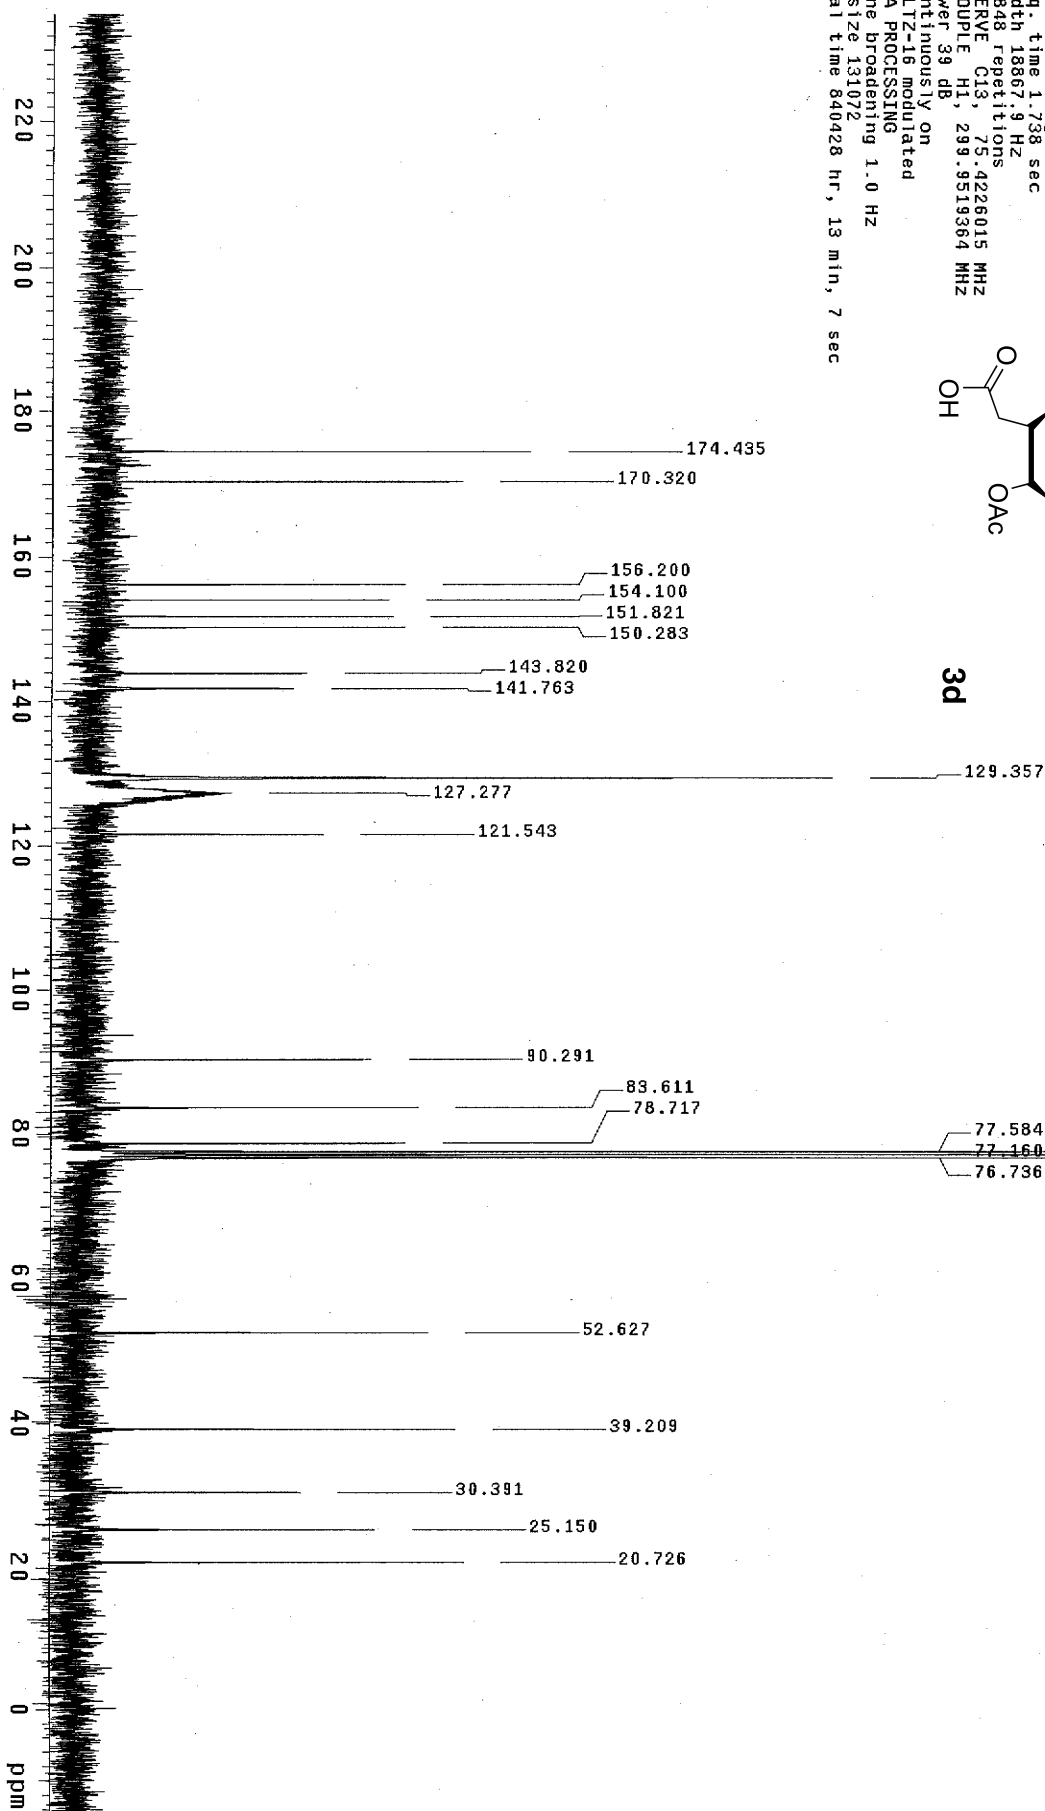 q. time 1.738 sec
dth 18867.9 Hz
848 repetitions
ERVE C13, 75.4226015 MHz
OUPLE H1, 299.9519364 MHz
wer 39 dB
ntinuously on
LTZ-16 modulated
A PROCESSING
ne broadening 1.0 Hz
size 131072
al time 840428 hr, 13 min, 7 sec
O
OH
OAc
3d
174.435
170.320
156.200
154.100
151.821
150.283
143.820
141.763
129.357
127.277
121.543
90.291
83.611
78.717
77.584
77.160
76.736
52.627
39.209
30.391
25.150
20.726
220 200 180 160 140 120 100 80 60 40 20 0 ppm